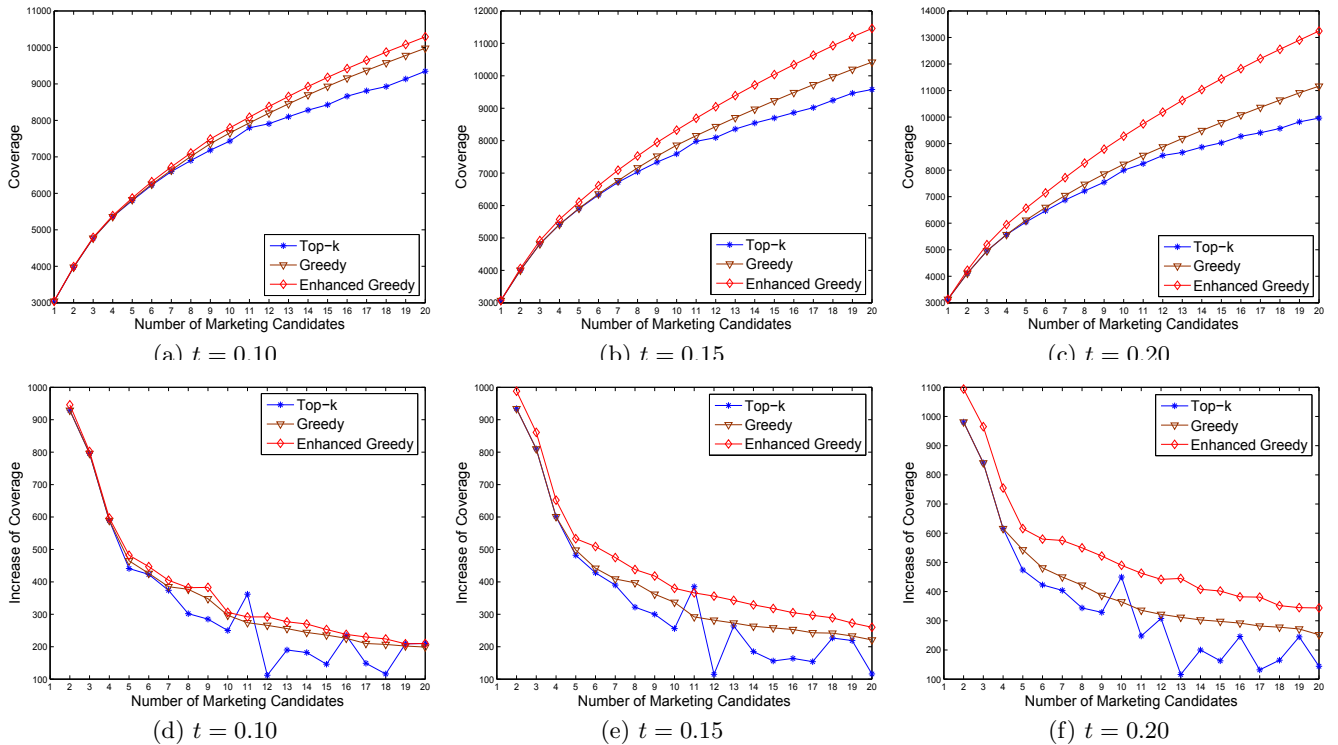 11000
10000
9000
8000
7000
6000
5000
4000
3000
Coverage
Top-k
Greedy
Enhanced Greedy
1 2 3 4 5 6 7 8 9 10 11 12 13 14 15 16 17 18 19 20
Number of Marketing Candidates
(a) t = 0.10
12000
11000
10000
9000
8000
7000
6000
5000
4000
3000
Coverage
Top-k
Greedy
Enhanced Greedy
1 2 3 4 5 6 7 8 9 10 11 12 13 14 15 16 17 18 19 20
Number of Marketing Candidates
(b) t = 0.15
14000
13000
12000
11000
10000
9000
8000
7000
6000
5000
4000
3000
Coverage
Top-k
Greedy
Enhanced Greedy
1 2 3 4 5 6 7 8 9 10 11 12 13 14 15 16 17 18 19 20
Number of Marketing Candidates
(c) t = 0.20
1000
900
800
700
600
500
400
300
200
100
Increase of Coverage
Top-k
Greedy
Enhanced Greedy
1 2 3 4 5 6 7 8 9 10 11 12 13 14 15 16 17 18 19 20
Number of Marketing Candidates
(d) t = 0.10
1000
900
800
700
600
500
400
300
200
100
Increase of Coverage
Top-k
Greedy
Enhanced Greedy
1 2 3 4 5 6 7 8 9 10 11 12 13 14 15 16 17 18 19 20
Number of Marketing Candidates
(e) t = 0.15
1100
1000
900
800
700
600
500
400
300
200
100
Increase of Coverage
Top-k
Greedy
Enhanced Greedy
1 2 3 4 5 6 7 8 9 10 11 12 13 14 15 16 17 18 19 20
Number of Marketing Candidates
(f) t = 0.20